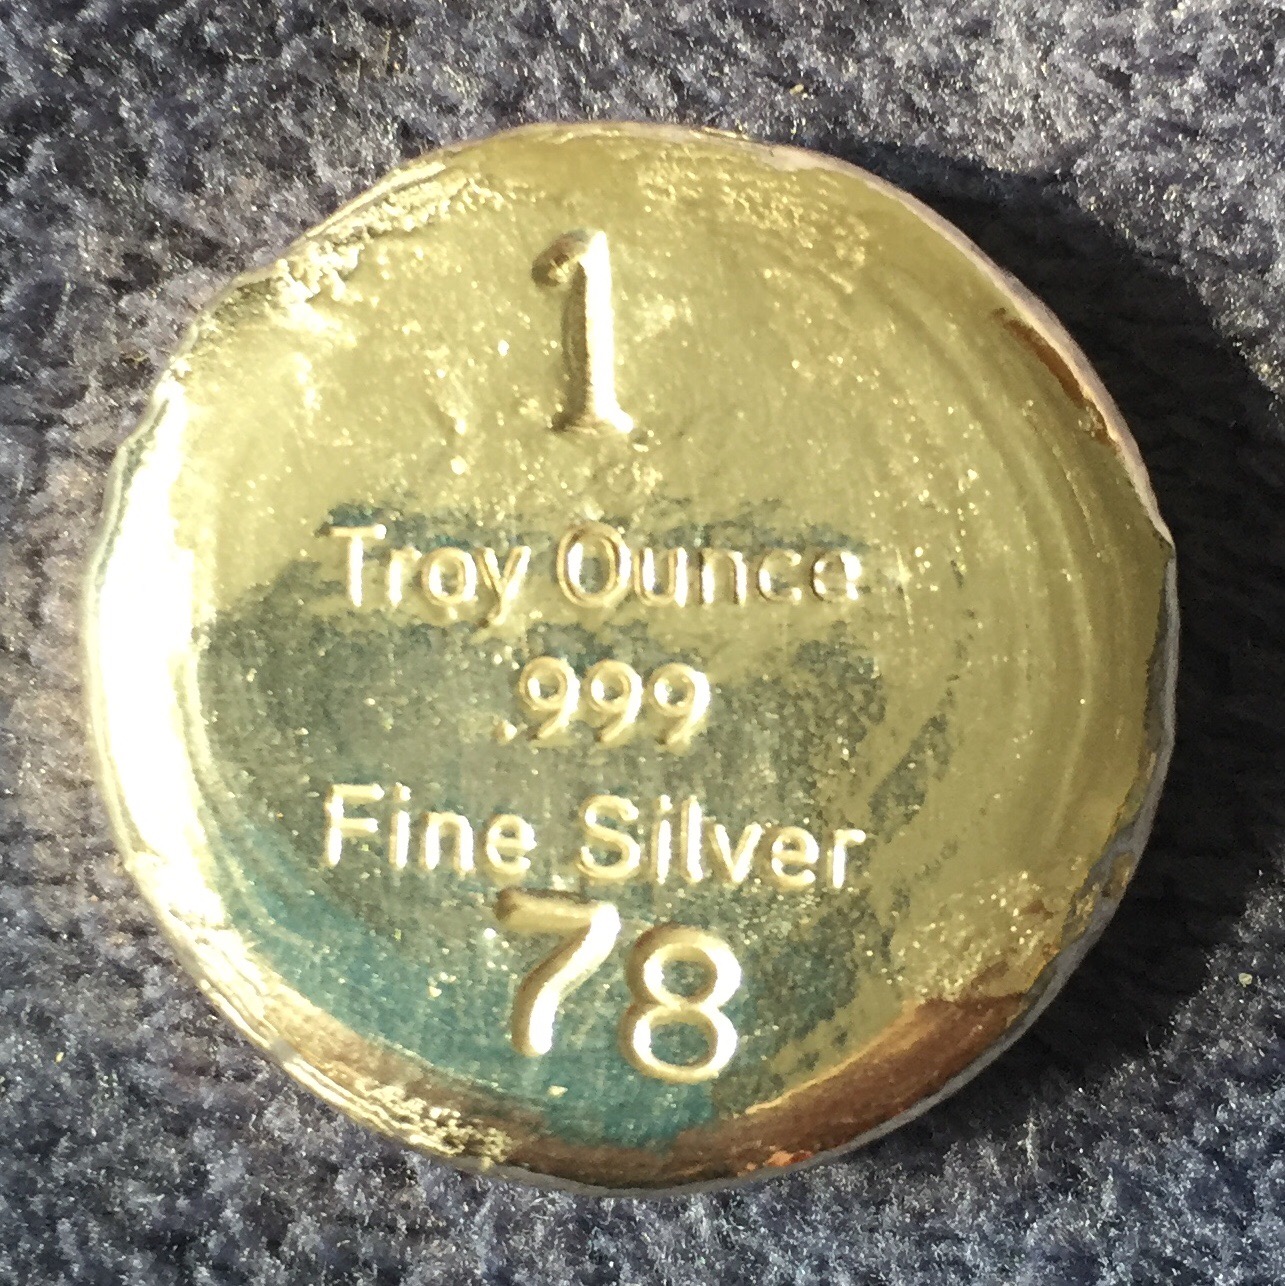 1
Troy Ounce
.999
Fine Silver
78